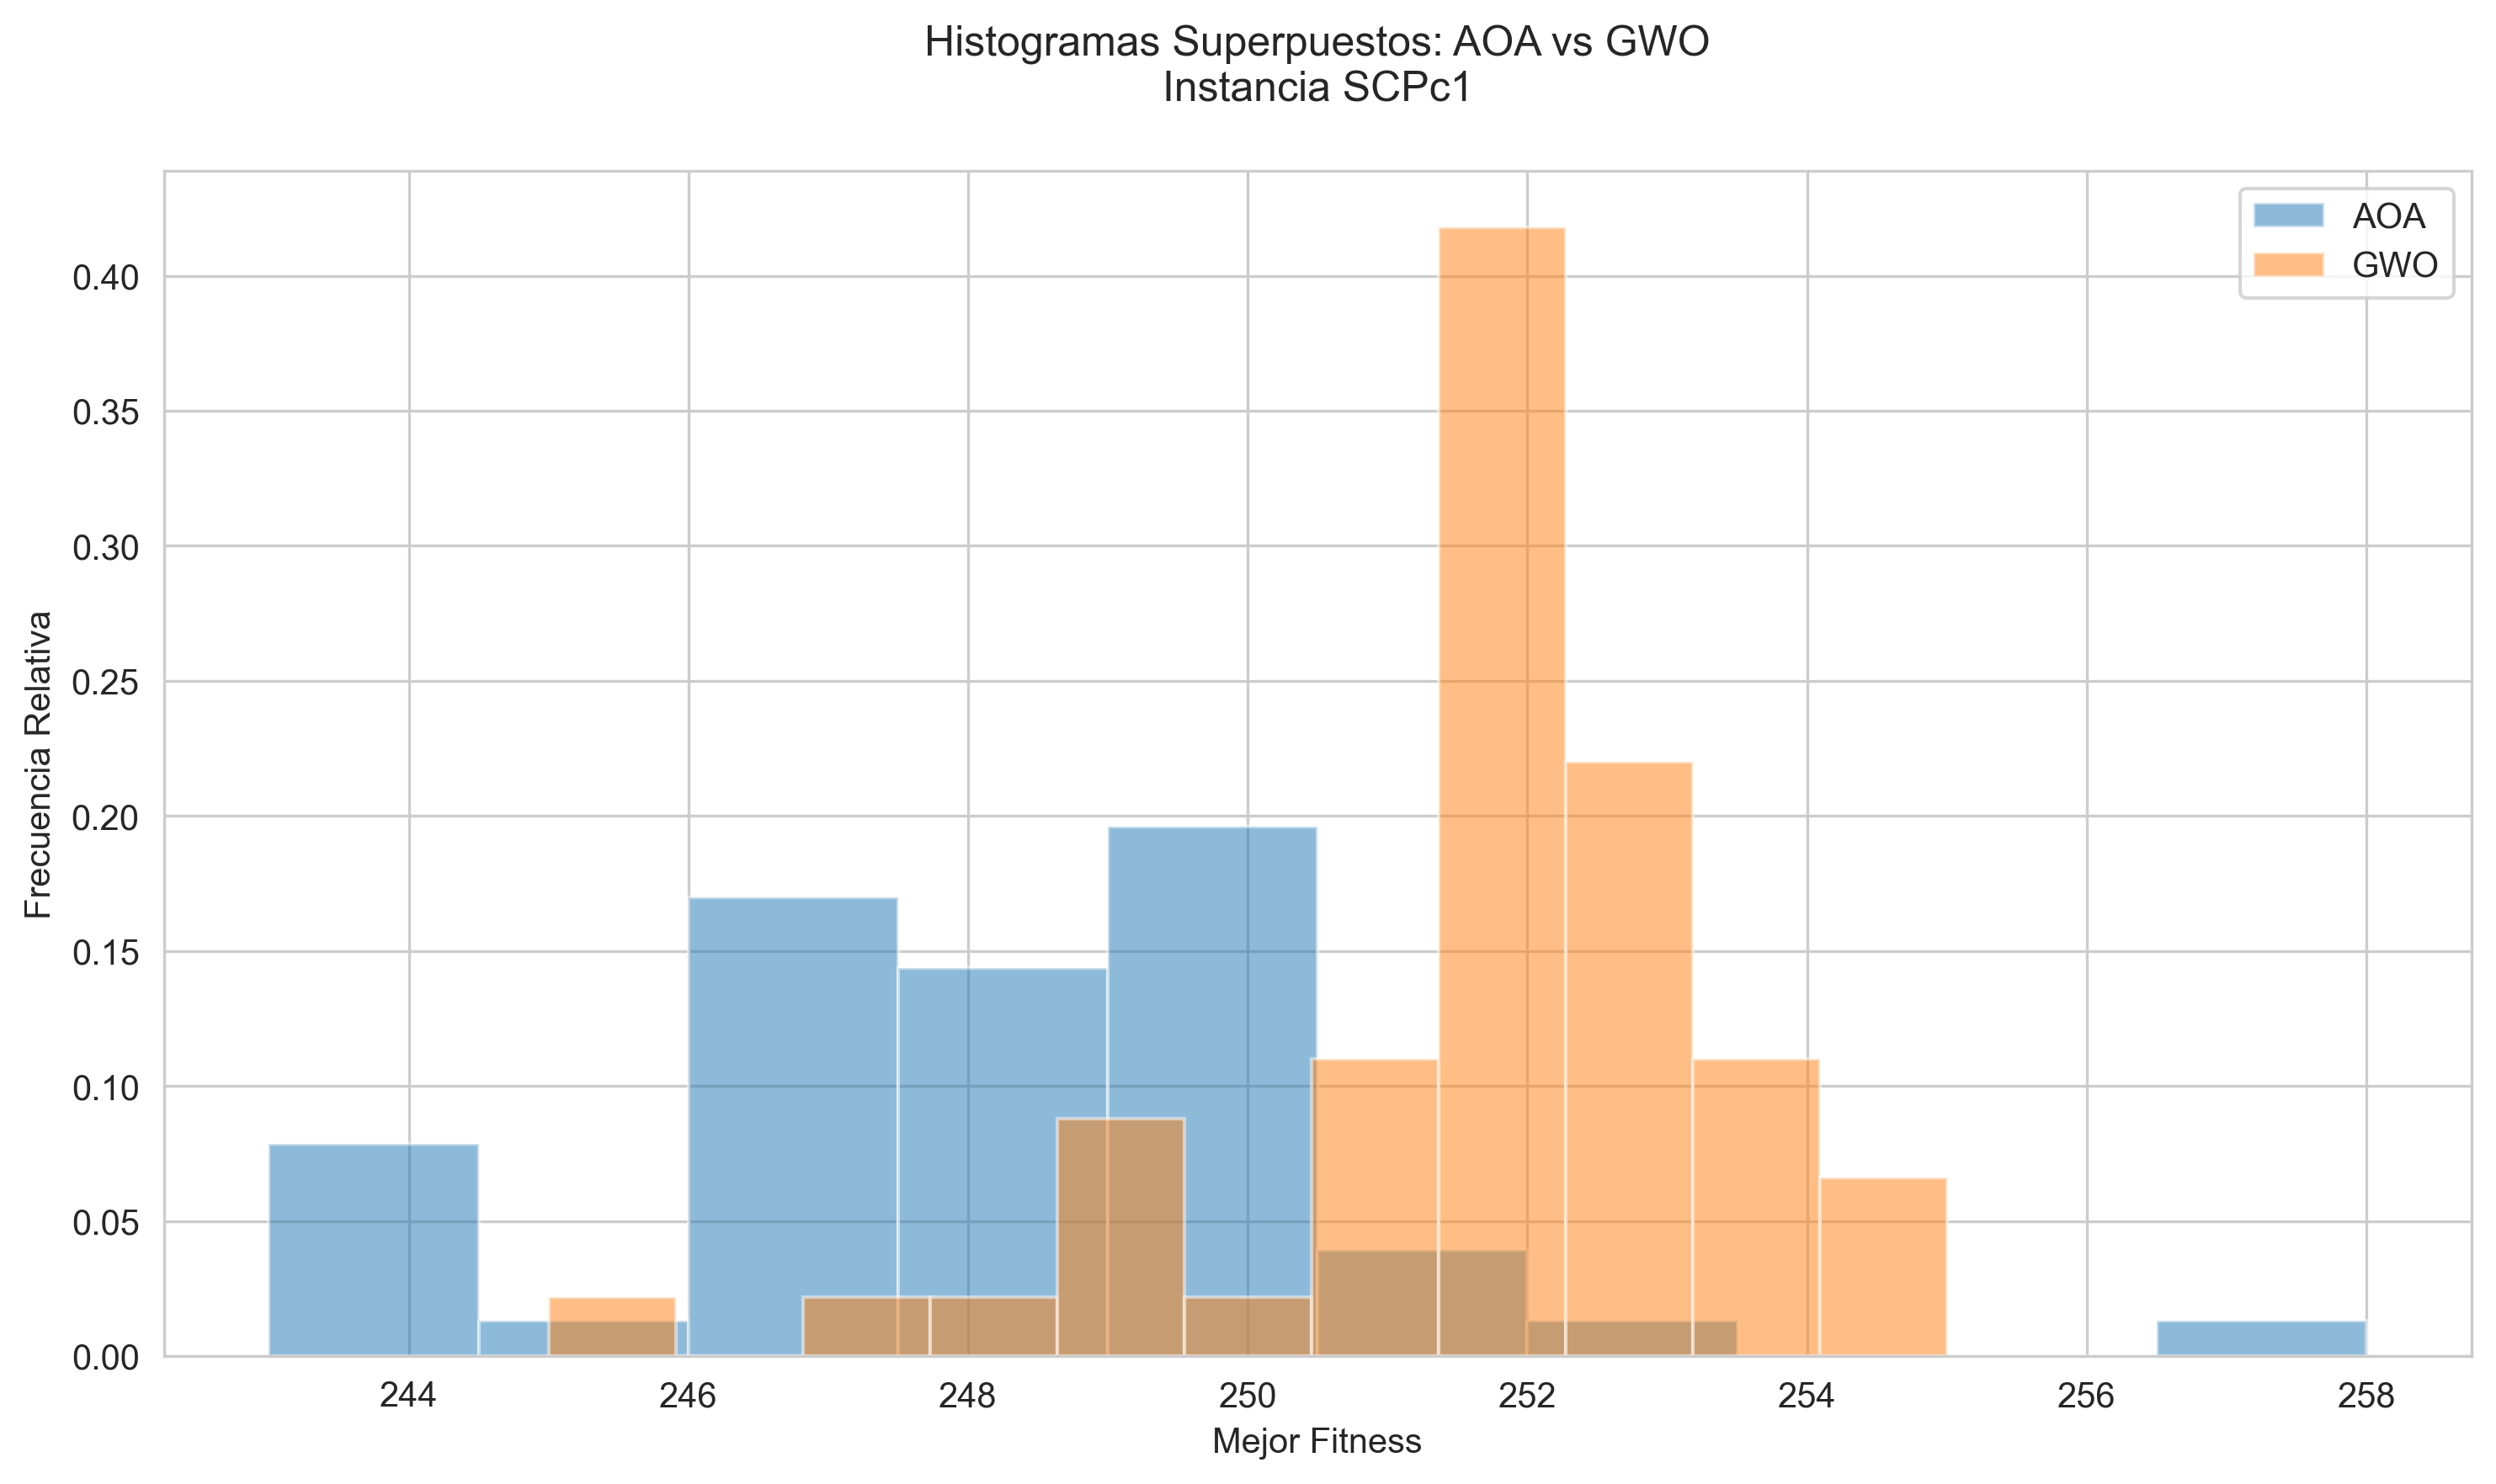 Histogramas Superpuestos: AOA vs GWO
Instancia SCPc1
AOA
GWO
Frecuencia Relativa
0.40
0.35
0.30
0.25
0.20
0.15
0.10
0.05
0.00
244 246 248 250 252 254 256 258
Mejor Fitness